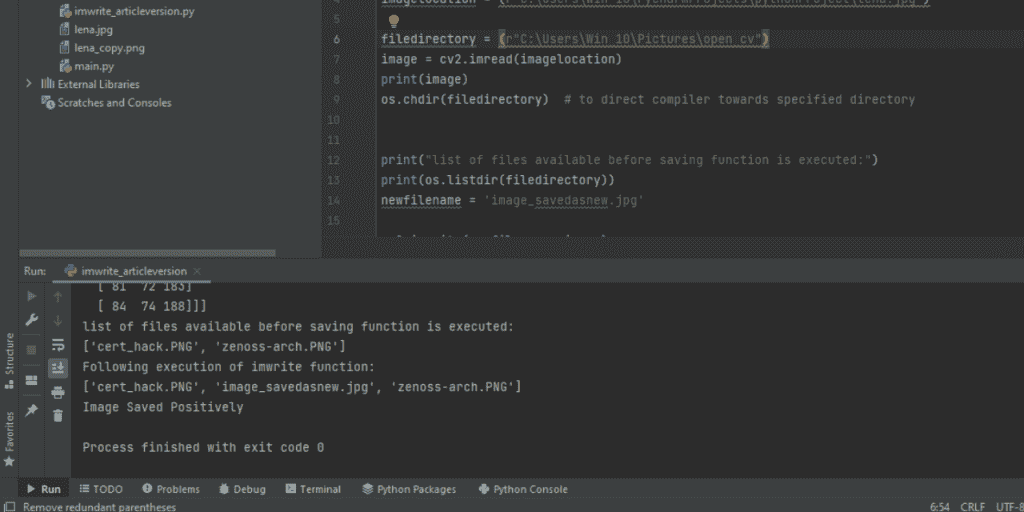 imwrite_articleversion.py
lena.jpg
lena_copy.png
main.py
External Libraries
Scratches and Consoles
5
6 filedirectory = (r"C:\Users\Win 10\Pictures\open cv")
7 image = cv2.imread(imagelocation)
8 print(image)
9 os.chdir(filedirectory)  # to direct compiler towards specified directory
10
11
12 print("list of files available before saving function is executed:")
13 print(os.listdir(filedirectory))
14 newfilename = 'image_savedasnew.jpg'
15
Run: imwrite_articleversion
[ 81 72 183]
[ 84 74 188]]]
list of files available before saving function is executed:
['cert_hack.PNG', 'zenoss-arch.PNG']
Following execution of imwrite function:
['cert_hack.PNG', 'image_savedasnew.jpg', 'zenoss-arch.PNG']
Image Saved Positively
Process finished with exit code 0
Structure
Favorites
Run TODO Problems Debug Terminal Python Packages Python Console
Remove redundant parentheses 6:54 CRLF UTF-8